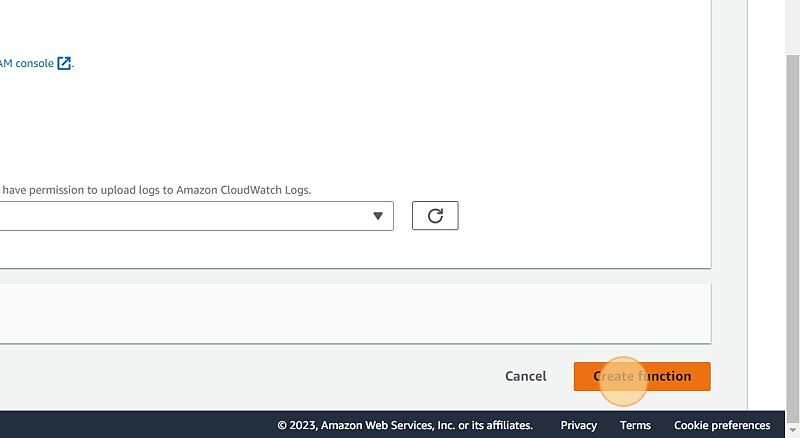 AM console
have permission to upload logs to Amazon CloudWatch Logs.
Cancel
Create function
© 2023, Amazon Web Services, Inc. or its affiliates.
Privacy
Terms
Cookie preferences